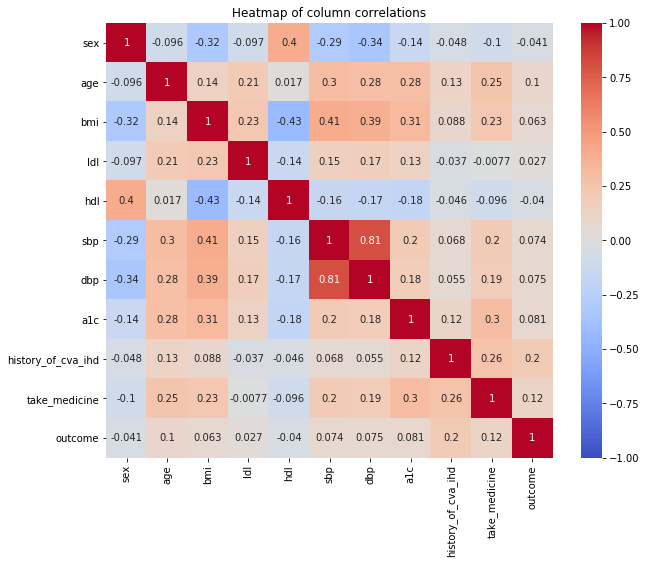 Heatmap of column correlations
sex 1 -0.096 -0.32 -0.097 0.4 -0.29 -0.34 -0.14 -0.048 -0.1 -0.041
age -0.096 1 0.14 0.21 0.017 0.3 0.28 0.28 0.13 0.25 0.1
bmi -0.32 0.14 1 0.23 -0.43 0.41 0.39 0.31 0.088 0.23 0.063
ldl -0.097 0.21 0.23 1 -0.14 0.15 0.17 0.13 -0.037 -0.0077 0.027
hdl 0.4 0.017 -0.43 -0.14 1 -0.16 -0.17 -0.18 -0.046 -0.096 -0.04
sbp -0.29 0.3 0.41 0.15 -0.16 1 0.81 0.2 0.068 0.2 0.074
dbp -0.34 0.28 0.39 0.17 -0.17 0.81 1 0.18 0.055 0.19 0.075
a1c -0.14 0.28 0.31 0.13 -0.18 0.2 0.18 1 0.12 0.3 0.081
history_of_cva_ihd -0.048 0.13 0.088 -0.037 -0.046 0.068 0.055 0.12 1 0.26 0.2
take_medicine -0.1 0.25 0.23 -0.0077 -0.096 0.2 0.19 0.3 0.26 1 0.12
outcome -0.041 0.1 0.063 0.027 -0.04 0.074 0.075 0.081 0.2 0.12 1
sex age bmi ldl hdl sbp dbp a1c history_of_cva_ihd take_medicine outcome
1.00
0.75
0.50
0.25
0.00
−0.25
−0.50
−0.75
−1.00